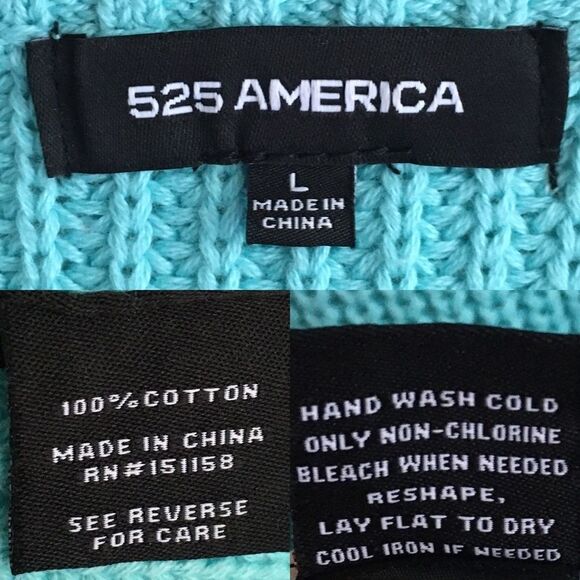 525 AMERICA
L
MADE IN
CHINA
100% COTTON
MADE IN CHINA
RN#151158
SEE REVERSE
FOR CARE
HAND WASH COLD
ONLY NON-CHLORINE
BLEACH WHEN NEEDED
RESHAPE,
LAY FLAT TO DRY
COOL IRON IF NEEDED